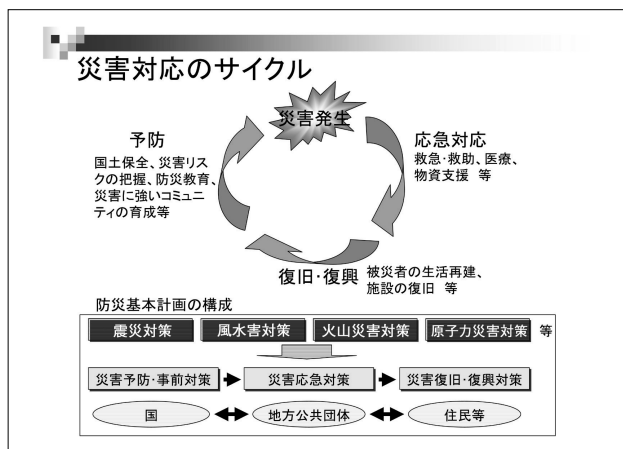 災害対応のサイクル
災害発生
予防
国土保全、災害リス
クの把握、防災教育、
災害に強いコミュニ
ティの育成等
応急対応
救急・救助、医療、
物資支援 等
復旧・復興
被災者の生活再建、
施設の復旧 等
防災基本計画の構成
震災対策 風水害対策 火山災害対策 原子力災害対策 等
災害予防・事前対策 災害応急対策 災害復旧・復興対策
国 地方公共団体 住民等